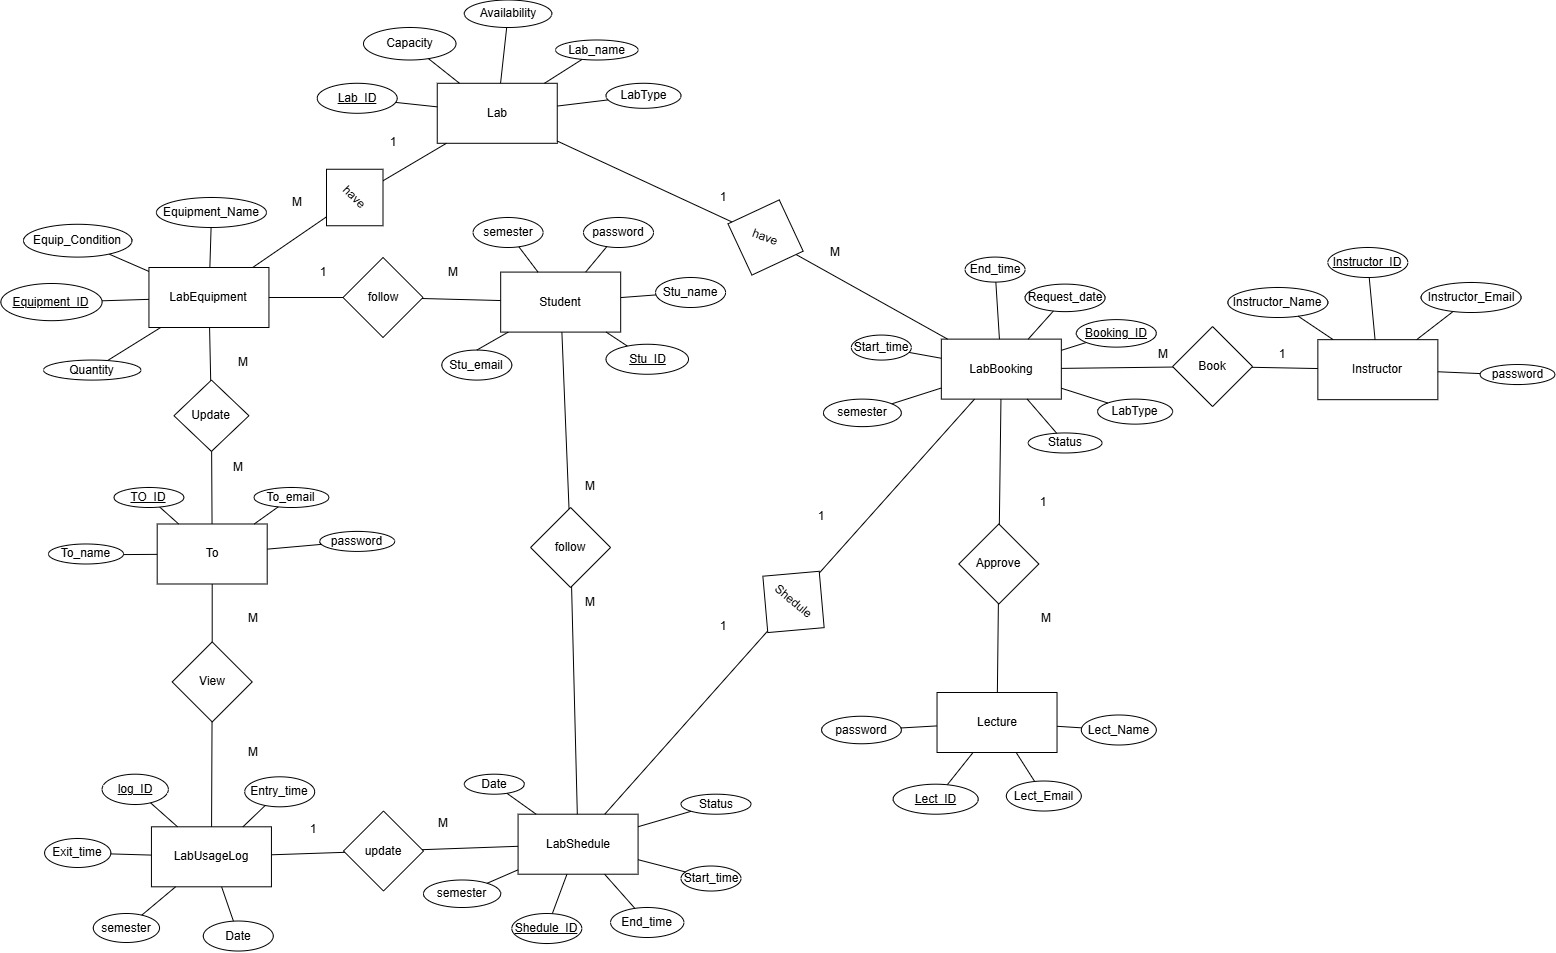 Availability
Capacity
Lab_name
Lab_ID
LabType
Lab
1
have
M
1
have
M
Equipment_Name
Equip_Condition
Equipment_ID
LabEquipment
Quantity
1
follow
M
semester
password
Student
Stu_name
Stu_email
Stu_ID
End_time
Request_date
Booking_ID
Start_time
LabBooking
semester
LabType
Status
M
Book
1
Instructor_ID
Instructor_Name
Instructor_Email
Instructor
password
M
Update
M
TO_ID
To_email
To_name
To
password
M
View
M
M
follow
M
1
Shedule
1
1
Approve
M
Lecture
password
Lect_Name
Lect_ID
Lect_Email
log_ID
Entry_time
Exit_time
LabUsageLog
semester
Date
1
update
M
Date
Status
LabShedule
Start_time
semester
Shedule_ID
End_time